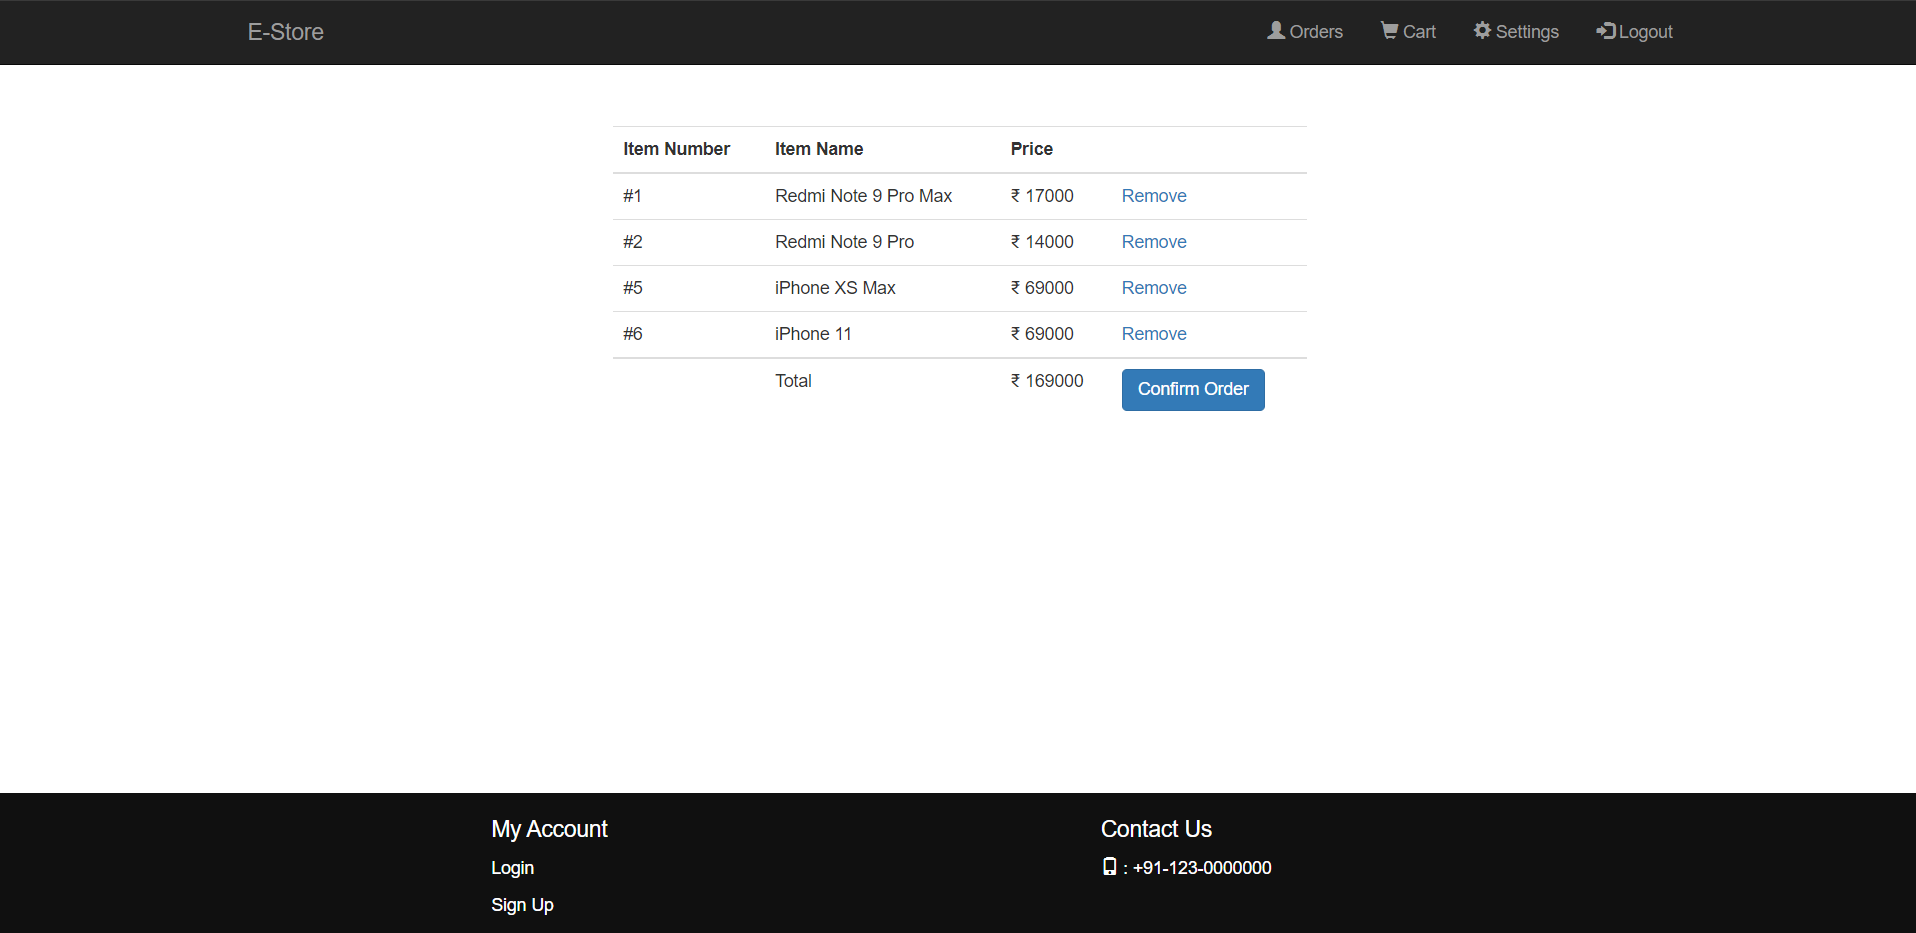 E-Store Orders Cart Settings Logout
Item Number Item Name Price
#1 Redmi Note 9 Pro Max ₹ 17000 Remove
#2 Redmi Note 9 Pro ₹ 14000 Remove
#5 iPhone XS Max ₹ 69000 Remove
#6 iPhone 11 ₹ 69000 Remove
Total ₹ 169000 Confirm Order
My Account Contact Us
Login : +91-123-0000000
Sign Up